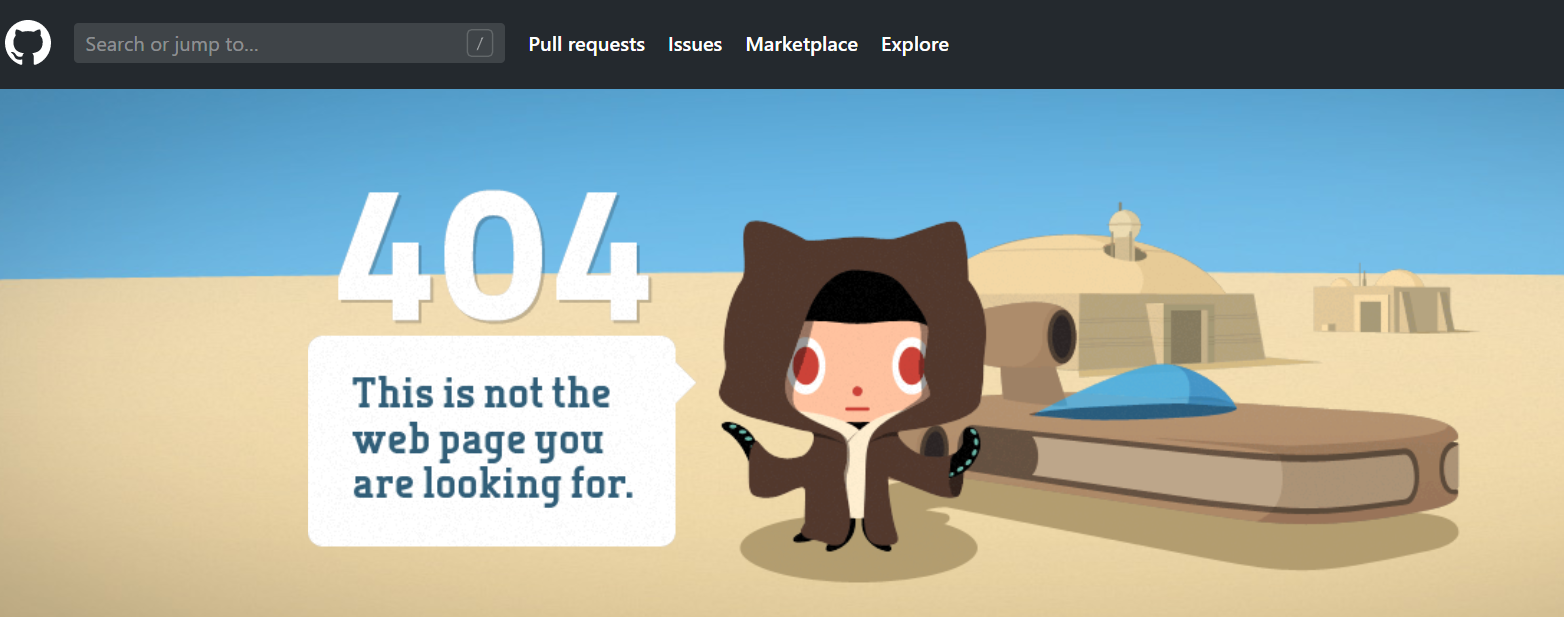 Search or jump to... /
Pull requests Issues Marketplace Explore
404
This is not the
web page you
are looking for.